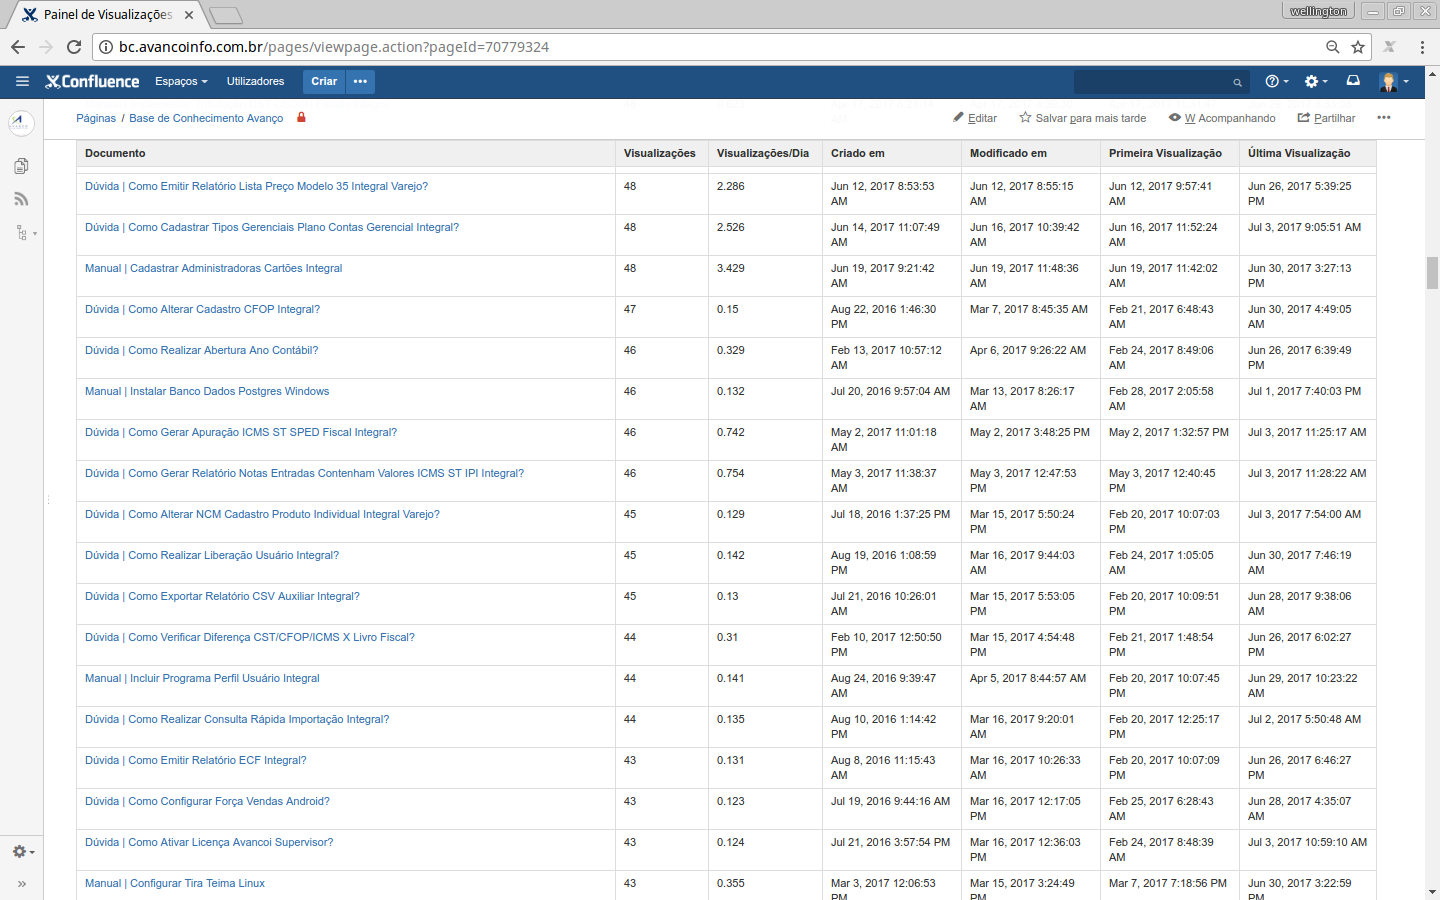 Painel de Visualizações
wellington
bc.avancoinfo.com.br/pages/viewpage.action?pageId=70779324
Confluence Espaços Utilizadores Criar
Páginas / Base de Conhecimento Avanço Editar Salvar para mais tarde W Acompanhando Partilhar
Documento Visualizações Visualizações/Dia Criado em Modificado em Primeira Visualização Última Visualização
Dúvida | Como Emitir Relatório Lista Preço Modelo 35 Integral Varejo? 48 2.286 Jun 12, 2017 8:53:53 Jun 12, 2017 8:55:15 Jun 12, 2017 9:57:41 Jun 26, 2017 5:39:25
AM AM AM PM
Dúvida | Como Cadastrar Tipos Gerenciais Plano Contas Gerencial Integral? 48 2.526 Jun 14, 2017 11:07:49 Jun 16, 2017 10:39:42 Jun 16, 2017 11:52:24 Jul 3, 2017 9:05:51 AM
AM AM AM
Manual | Cadastrar Administradoras Cartões Integral 48 3.429 Jun 19, 2017 9:21:42 Jun 19, 2017 11:48:36 Jun 19, 2017 11:42:02 Jun 30, 2017 3:27:13
AM AM AM PM
Dúvida | Como Alterar Cadastro CFOP Integral? 47 0.15 Aug 22, 2016 1:46:30 Mar 7, 2017 8:45:35 AM Feb 21, 2017 6:48:43 Jun 30, 2017 4:49:05
PM AM AM
Dúvida | Como Realizar Abertura Ano Contábil? 46 0.329 Feb 13, 2017 10:57:12 Apr 6, 2017 9:26:22 AM Feb 24, 2017 8:49:06 Jun 26, 2017 6:39:49
AM AM PM
Manual | Instalar Banco Dados Postgres Windows 46 0.132 Jul 20, 2016 9:57:04 AM Mar 13, 2017 8:26:17 Feb 28, 2017 2:05:58 Jul 1, 2017 7:40:03 PM
AM AM
Dúvida | Como Gerar Apuração ICMS ST SPED Fiscal Integral? 46 0.742 May 2, 2017 11:01:18 May 2, 2017 3:48:25 PM May 2, 2017 1:32:57 PM Jul 3, 2017 11:25:17 AM
AM
Dúvida | Como Gerar Relatório Notas Entradas Contenham Valores ICMS ST IPI Integral? 46 0.754 May 3, 2017 11:38:37 May 3, 2017 12:47:53 May 3, 2017 12:40:45 Jul 3, 2017 11:28:22 AM
AM PM PM
Dúvida | Como Alterar NCM Cadastro Produto Individual Integral Varejo? 45 0.129 Jul 18, 2016 1:37:25 PM Mar 15, 2017 5:50:24 Feb 20, 2017 10:07:03 Jul 3, 2017 7:54:00 AM
PM PM
Dúvida | Como Realizar Liberação Usuário Integral? 45 0.142 Aug 19, 2016 1:08:59 Mar 16, 2017 9:44:03 Feb 24, 2017 1:05:05 Jun 30, 2017 7:46:19
PM AM AM AM
Dúvida | Como Exportar Relatório CSV Auxiliar Integral? 45 0.13 Jul 21, 2016 10:26:01 Mar 15, 2017 5:53:05 Feb 20, 2017 10:09:51 Jun 28, 2017 9:38:06
AM PM PM AM
Dúvida | Como Verificar Diferença CST/CFOP/ICMS X Livro Fiscal? 44 0.31 Feb 10, 2017 12:50:50 Mar 15, 2017 4:54:48 Feb 21, 2017 1:48:54 Jun 26, 2017 6:02:27
PM PM PM PM
Manual | Incluir Programa Perfil Usuário Integral 44 0.141 Aug 24, 2016 9:39:47 Apr 5, 2017 8:44:57 AM Feb 20, 2017 10:07:45 Jun 29, 2017 10:23:22
AM PM AM
Dúvida | Como Realizar Consulta Rápida Importação Integral? 44 0.135 Aug 10, 2016 1:14:42 Mar 16, 2017 9:20:01 Feb 20, 2017 12:25:17 Jul 2, 2017 5:50:48 AM
PM AM PM
Dúvida | Como Emitir Relatório ECF Integral? 43 0.131 Aug 8, 2016 11:15:43 Mar 16, 2017 10:26:33 Feb 20, 2017 10:07:09 Jun 26, 2017 6:46:27
AM AM PM PM
Dúvida | Como Configurar Força Vendas Android? 43 0.123 Jul 19, 2016 9:44:16 AM Mar 16, 2017 12:17:05 Feb 25, 2017 6:28:43 Jun 28, 2017 4:35:07
PM AM AM
Dúvida | Como Ativar Licença Avancoi Supervisor? 43 0.124 Jul 21, 2016 3:57:54 PM Mar 16, 2017 12:36:03 Feb 24, 2017 8:48:39 Jul 3, 2017 10:59:10 AM
PM AM
Manual | Configurar Tira Teima Linux 43 0.355 Mar 3, 2017 12:06:53 Mar 15, 2017 3:24:49 Mar 7, 2017 7:18:56 PM Jun 30, 2017 3:22:59
PM PM PM